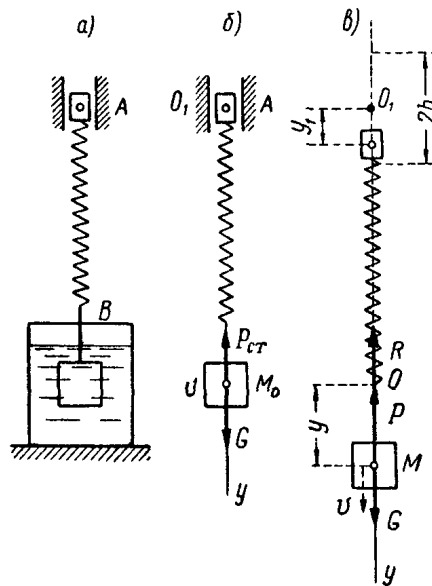 а) б) в)
A O₁ A O₁
y₁ 2h
B
Pст R
υ M₀ O
P
G y
M
y υ G
y